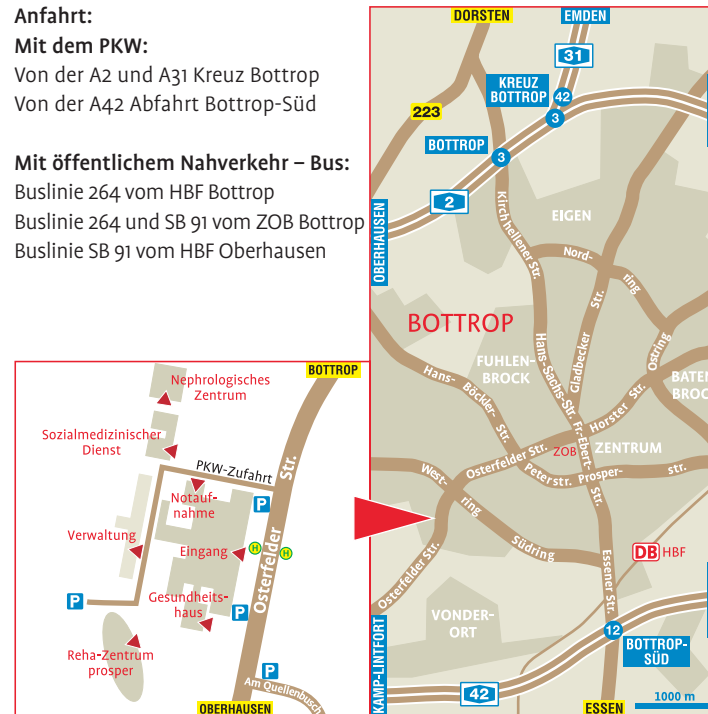 Anfahrt:
Mit dem PKW:
Von der A2 und A31 Kreuz Bottrop
Von der A42 Abfahrt Bottrop-Süd
Mit öffentlichem Nahverkehr – Bus:
Buslinie 264 vom HBF Bottrop
Buslinie 264 und SB 91 vom ZOB Bottrop
Buslinie SB 91 vom HBF Oberhausen
BOTTROP
Nephrologisches
Zentrum
Sozialmedizinischer
Dienst
PKW-Zufahrt
Notauf-
nahme
P
Verwaltung
Eingang
H
H
Osterfelder Str.
Gesundheits-
haus
P
P
Reha-Zentrum
prosper
P
Am Quellenbusch
OBERHAUSEN
DORSTEN
EMDEN
31
KREUZ
BOTTROP
42
3
223
BOTTROP
3
2
OBERHAUSEN
Kirchhellener Str.
EIGEN
Nord-
ring
BOTTROP
Gladbecker
Str.
Hans-Sachs-Str.
Ostring
FUHLEN-
BROCK
Hans-
Böckler-
Str.
BATEN
BROC
Horster
Str.
Fr.-Ebert-
Str.
Osterfelder Str.
ZOB
ZENTRUM
Peterstr.
Prosper-
str.
West-
ring
Südring
Osterfelder Str.
Essener Str.
DB HBF
VONDER-
ORT
12
BOTTROP-
SÜD
KAMP-LINTFORT
42
ESSEN
1000 m